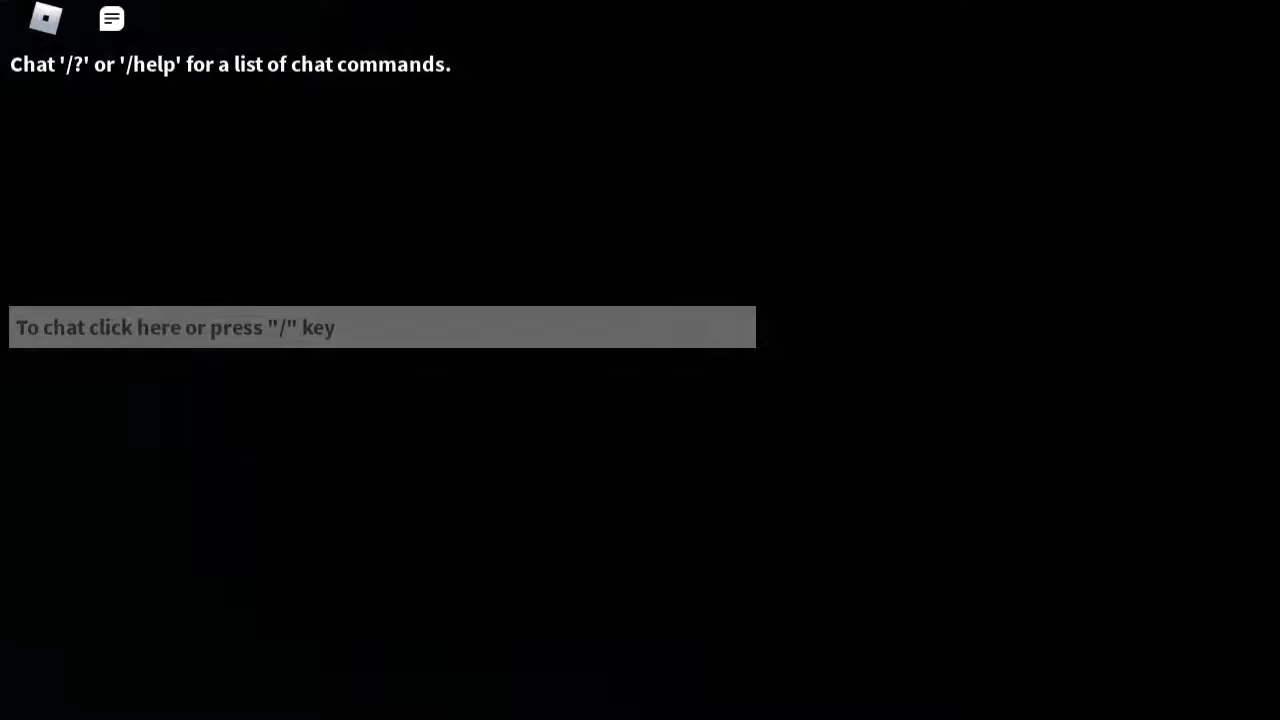 Chat '/?' or '/help' for a list of chat commands.
To chat click here or press "/" key